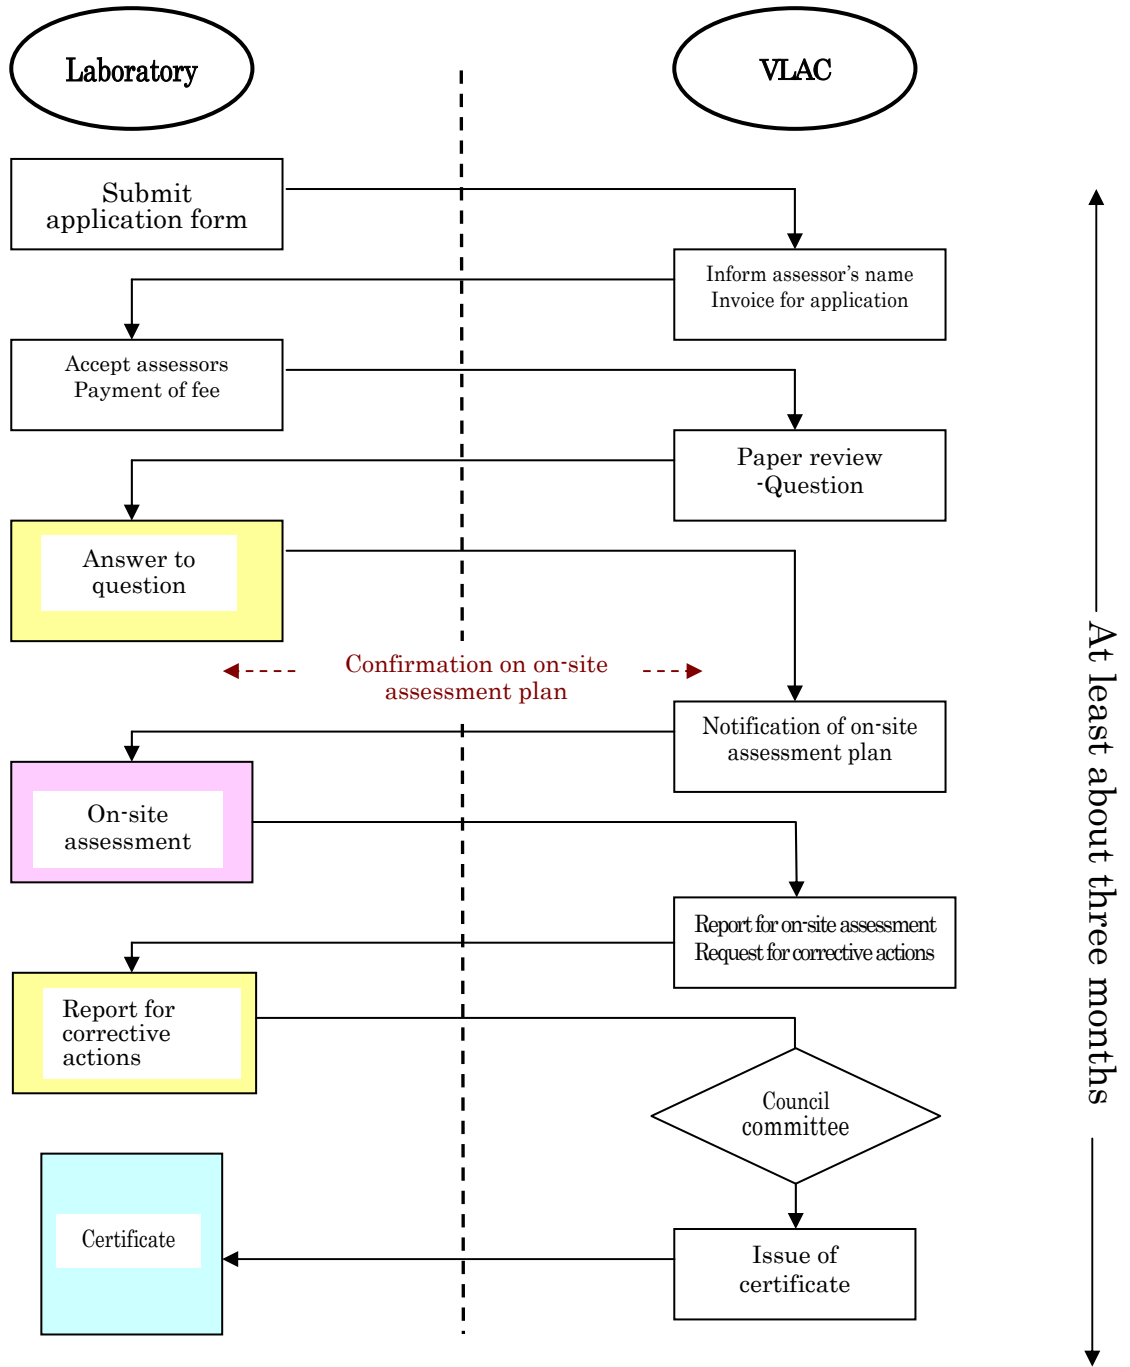 Laboratory
VLAC
Submit
application form
Inform assessor's name
Invoice for application
Accept assessors
Payment of fee
Paper review
-Question
Answer to
question
Confirmation on on-site
assessment plan
Notification of on-site
assessment plan
On-site
assessment
Report for on-site assessment
Request for corrective actions
Report for
corrective
actions
Council
committee
Certificate
Issue of
certificate
At least about three months